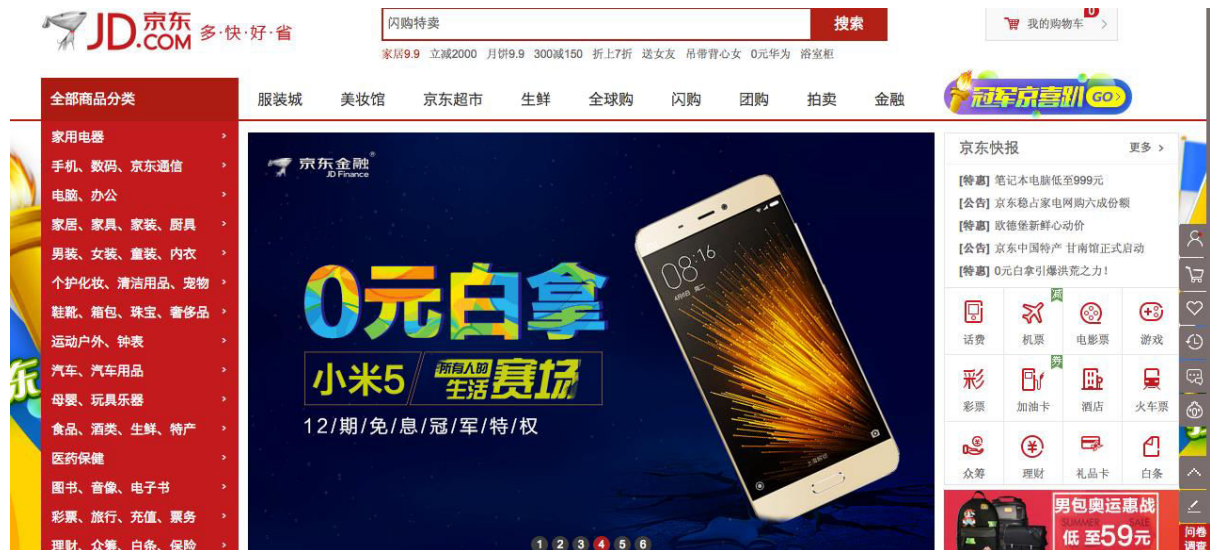 JD.COM 京东 多·快·好·省
闪购特卖
搜索
0
我的购物车
家居9.9 立减2000 月饼9.9 300减150 折上7折 送女友 吊带背心女 0元华为 浴室柜
全部商品分类
服装城 美妆馆 京东超市 生鲜 全球购 闪购 团购 拍卖 金融
冠军京喜趴 GO
家用电器
手机、数码、京东通信
电脑、办公
家居、家具、家装、厨具
男装、女装、童装、内衣
个护化妆、清洁用品、宠物
鞋靴、箱包、珠宝、奢侈品
运动户外、钟表
汽车、汽车用品
母婴、玩具乐器
食品、酒类、生鲜、特产
医药保健
图书、音像、电子书
彩票、旅行、充值、票务
理财、众筹、白条、保险
京东金融
JD Finance
0元白拿
小米5 所有人的生活赛场
12/期/免/息/冠/军/特/权
08:16
1 2 3 4 5 6
京东快报 更多
[特惠] 笔记本电脑低至999元
[公告] 京东稳占家电网购六成份额
[特惠] 欧德堡新鲜心动价
[公告] 京东中国特产 甘南馆正式启动
[特惠] 0元白拿引爆洪荒之力！
减
话费 机票 电影票 游戏
券
彩
彩票 加油卡 酒店 火车票
众筹 理财 礼品卡 白条
男包奥运惠战
SUMMER SALE
低至59元
问卷
调查
东